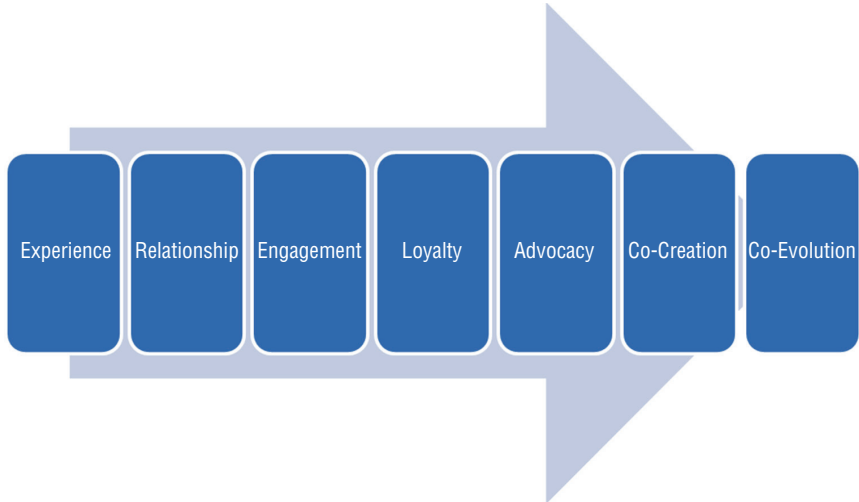 Experience
Relationship
Engagement
Loyalty
Advocacy
Co-Creation
Co-Evolution